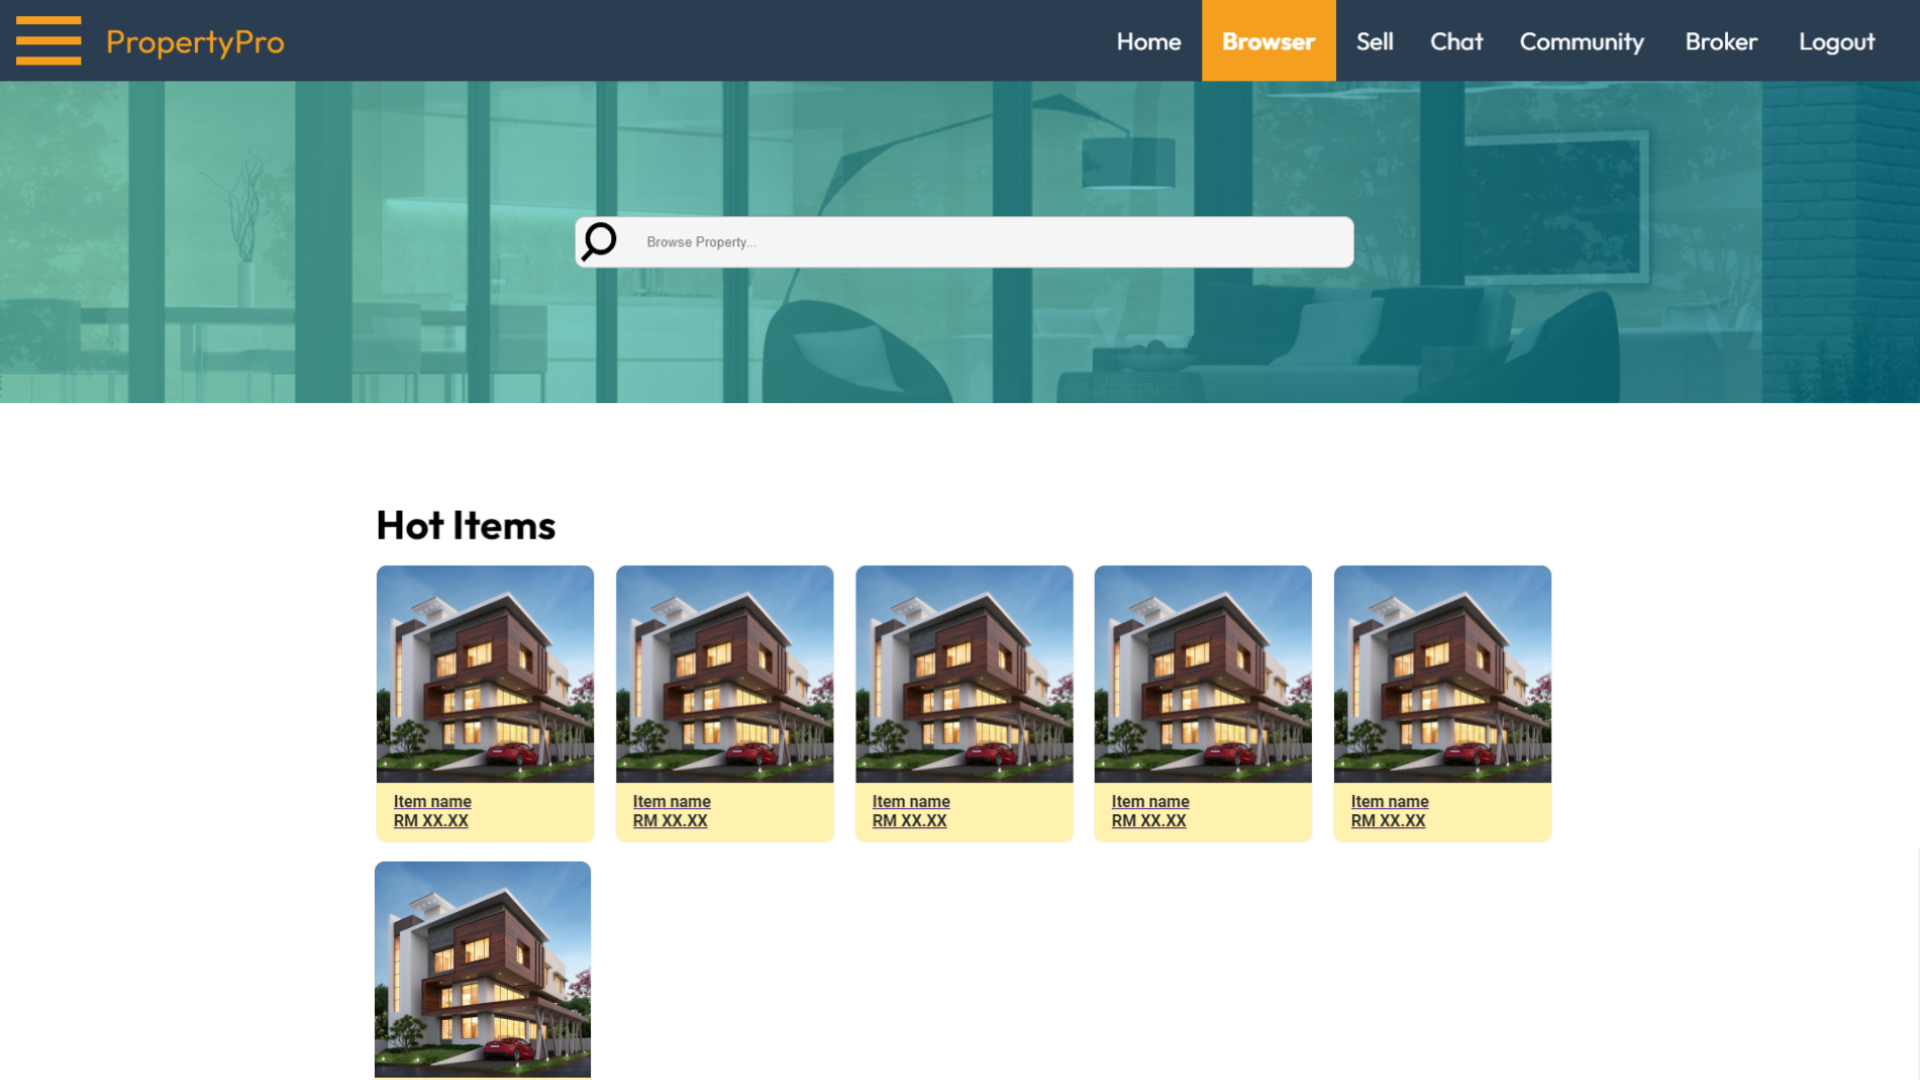 PropertyPro
Home Browser Sell Chat Community Broker Logout
Browse Property...
Hot Items
Item name
RM XX.XX
Item name
RM XX.XX
Item name
RM XX.XX
Item name
RM XX.XX
Item name
RM XX.XX